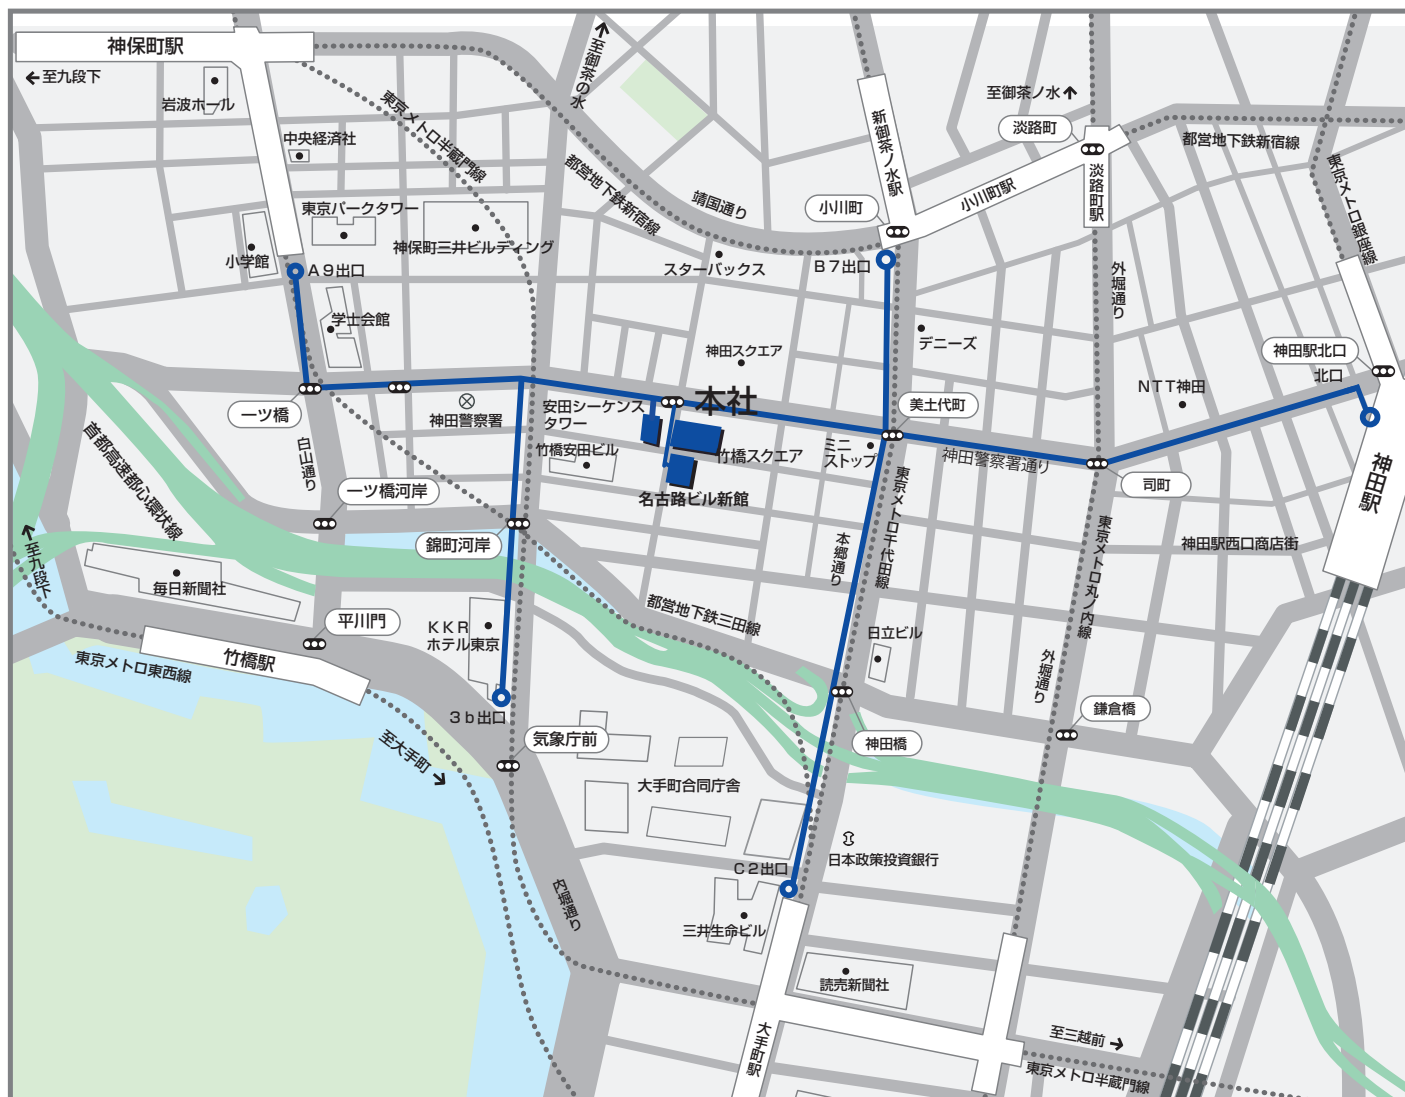 神保町駅
至九段下
岩波ホール
中央経済社
東京メトロ半蔵門線
至御茶の水
都営地下鉄新宿線
靖国通り
新御茶ノ水駅
至御茶ノ水
淡路町
淡路町駅
小川町駅
小川町
都営地下鉄新宿線
東京メトロ銀座線
東京パークタワー
神保町三井ビルディング
小学館
A9出口
学士会館
スターバックス
B7出口
外堀通り
デニーズ
神田スクエア
神田駅北口
北口
NTT神田
神田駅
一ツ橋
白山通り
神田警察署
安田シーケンス
タワー
本社
竹橋安田ビル
竹橋スクエア
名古路ビル新館
ミニ
ストップ
美土代町
神田警察署通り
司町
首都高速都心環状線
一ツ橋河岸
錦町河岸
至九段下
毎日新聞社
平川門
竹橋駅
東京メトロ東西線
KKR
ホテル東京
3b出口
都営地下鉄三田線
本郷通り
東京メトロ千代田線
日立ビル
東京メトロ丸ノ内線
外堀通り
神田駅西口商店街
鎌倉橋
神田橋
気象庁前
至大手町
大手町合同庁舎
日本政策投資銀行
C2出口
内堀通り
三井生命ビル
読売新聞社
大手町駅
至三越前
東京メトロ半蔵門線